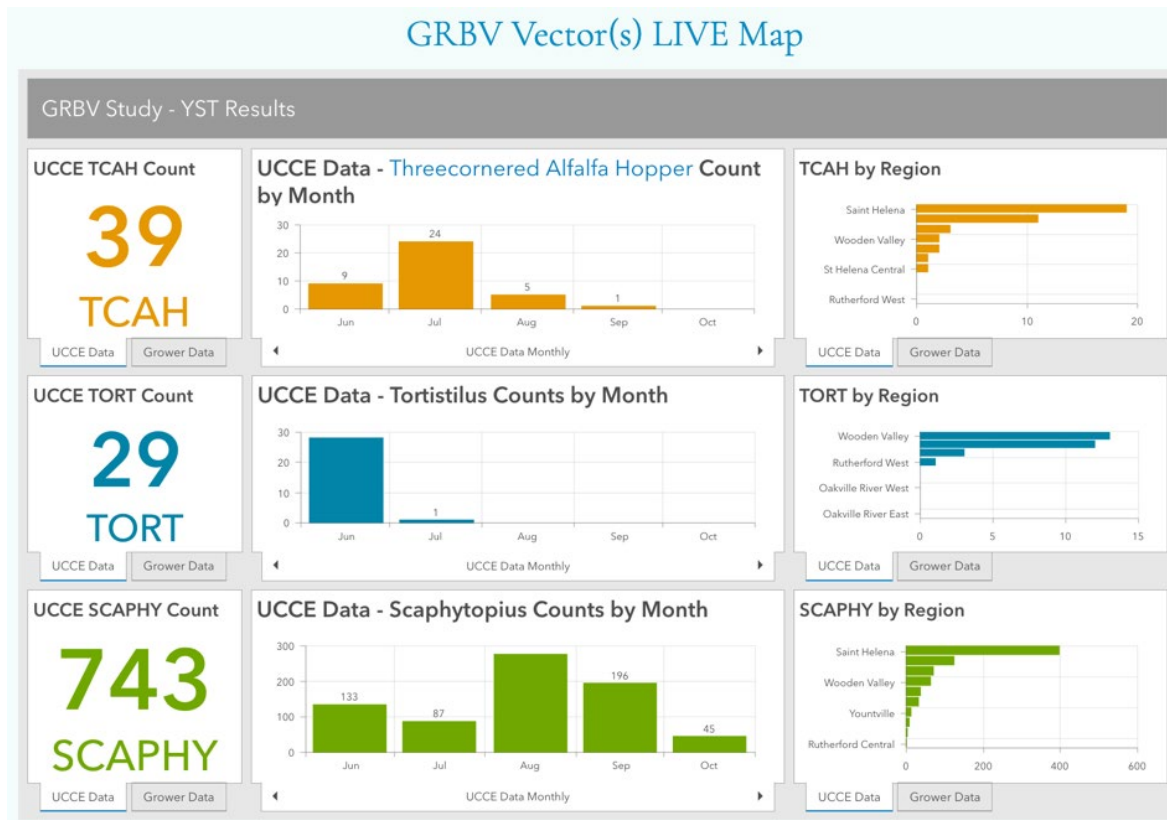 GRBV Vector(s) LIVE Map
GRBV Study - YST Results
UCCE TCAH Count
39
TCAH
UCCE Data
Grower Data
UCCE Data - Threecornered Alfalfa Hopper Count
by Month
30
20
10
0
9
24
5
1
Jun
Jul
Aug
Sep
Oct
UCCE Data Monthly
TCAH by Region
Saint Helena
Wooden Valley
St Helena Central
Rutherford West
0
10
20
UCCE Data
Grower Data
UCCE TORT Count
29
TORT
UCCE Data
Grower Data
UCCE Data - Tortistilus Counts by Month
30
20
10
0
1
Jun
Jul
Aug
Sep
Oct
UCCE Data Monthly
TORT by Region
Wooden Valley
Rutherford West
Oakville River West
Oakville River East
0
5
10
15
UCCE Data
Grower Data
UCCE SCAPHY Count
743
SCAPHY
UCCE Data
Grower Data
UCCE Data - Scaphytopius Counts by Month
300
200
100
0
133
87
196
45
Jun
Jul
Aug
Sep
Oct
UCCE Data Monthly
SCAPHY by Region
Saint Helena
Wooden Valley
Yountville
Rutherford Central
0
200
400
600
UCCE Data
Grower Data